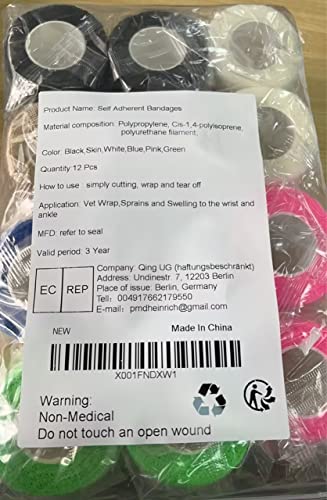 Product Name: Self Adherent Bandages
Material composition: Polypropylene, Cis-1,4-polyisoprene,
polyurethane filament,
Color: Black,Skin,White,Blue,Pink,Green
Quantity:12 Pcs
How to use : simply cutting, wrap and tear off
Application: Vet Wrap,Sprains and Swelling to the wrist and
ankle
MFD: refer to seal
Valid period: 3 Year
EC REP
Company: Qing UG (haftungsbeschränkt)
Address: Undinestr. 7, 12203 Berlin
Place of issue: Berlin, Germany
Tell: 004917662179550
E-mail: pmdheinrich@gmail.com
NEW
Made In China
X001FNDXW1
Warning:
Non-Medical
Do not touch an open wound